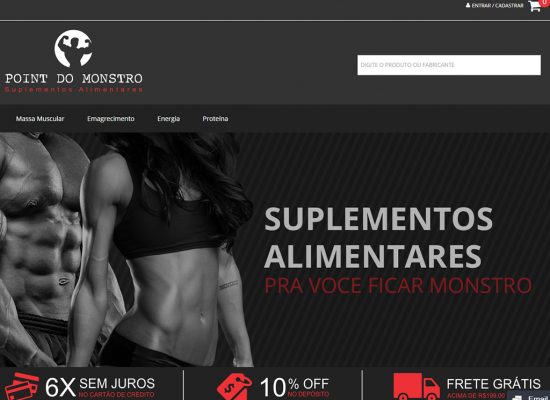 ENTRAR / CADASTRAR
0
POINT DO MONSTRO
Suplementos Alimentares
DIGITE O PRODUTO OU FABRICANTE
Massa Muscular
Emagrecimento
Energia
Proteína
SUPLEMENTOS
ALIMENTARES
PRA VOCE FICAR MONSTRO
6X SEM JUROS
NO CARTÃO DE CRÉDITO
10% OFF
NO DEPÓSITO
FRETE GRÁTIS
ACIMA DE R$199,00
Email